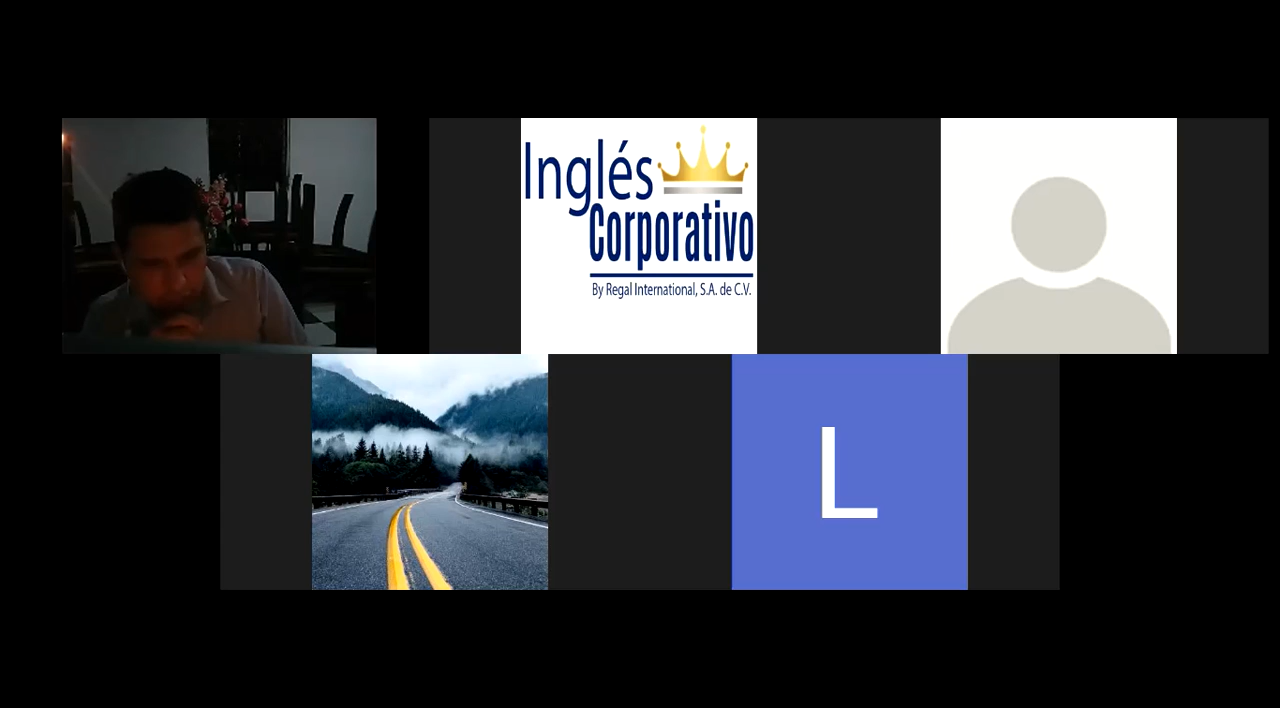 Inglés
Corporativo
By Regal International, S.A. de C.V.
L